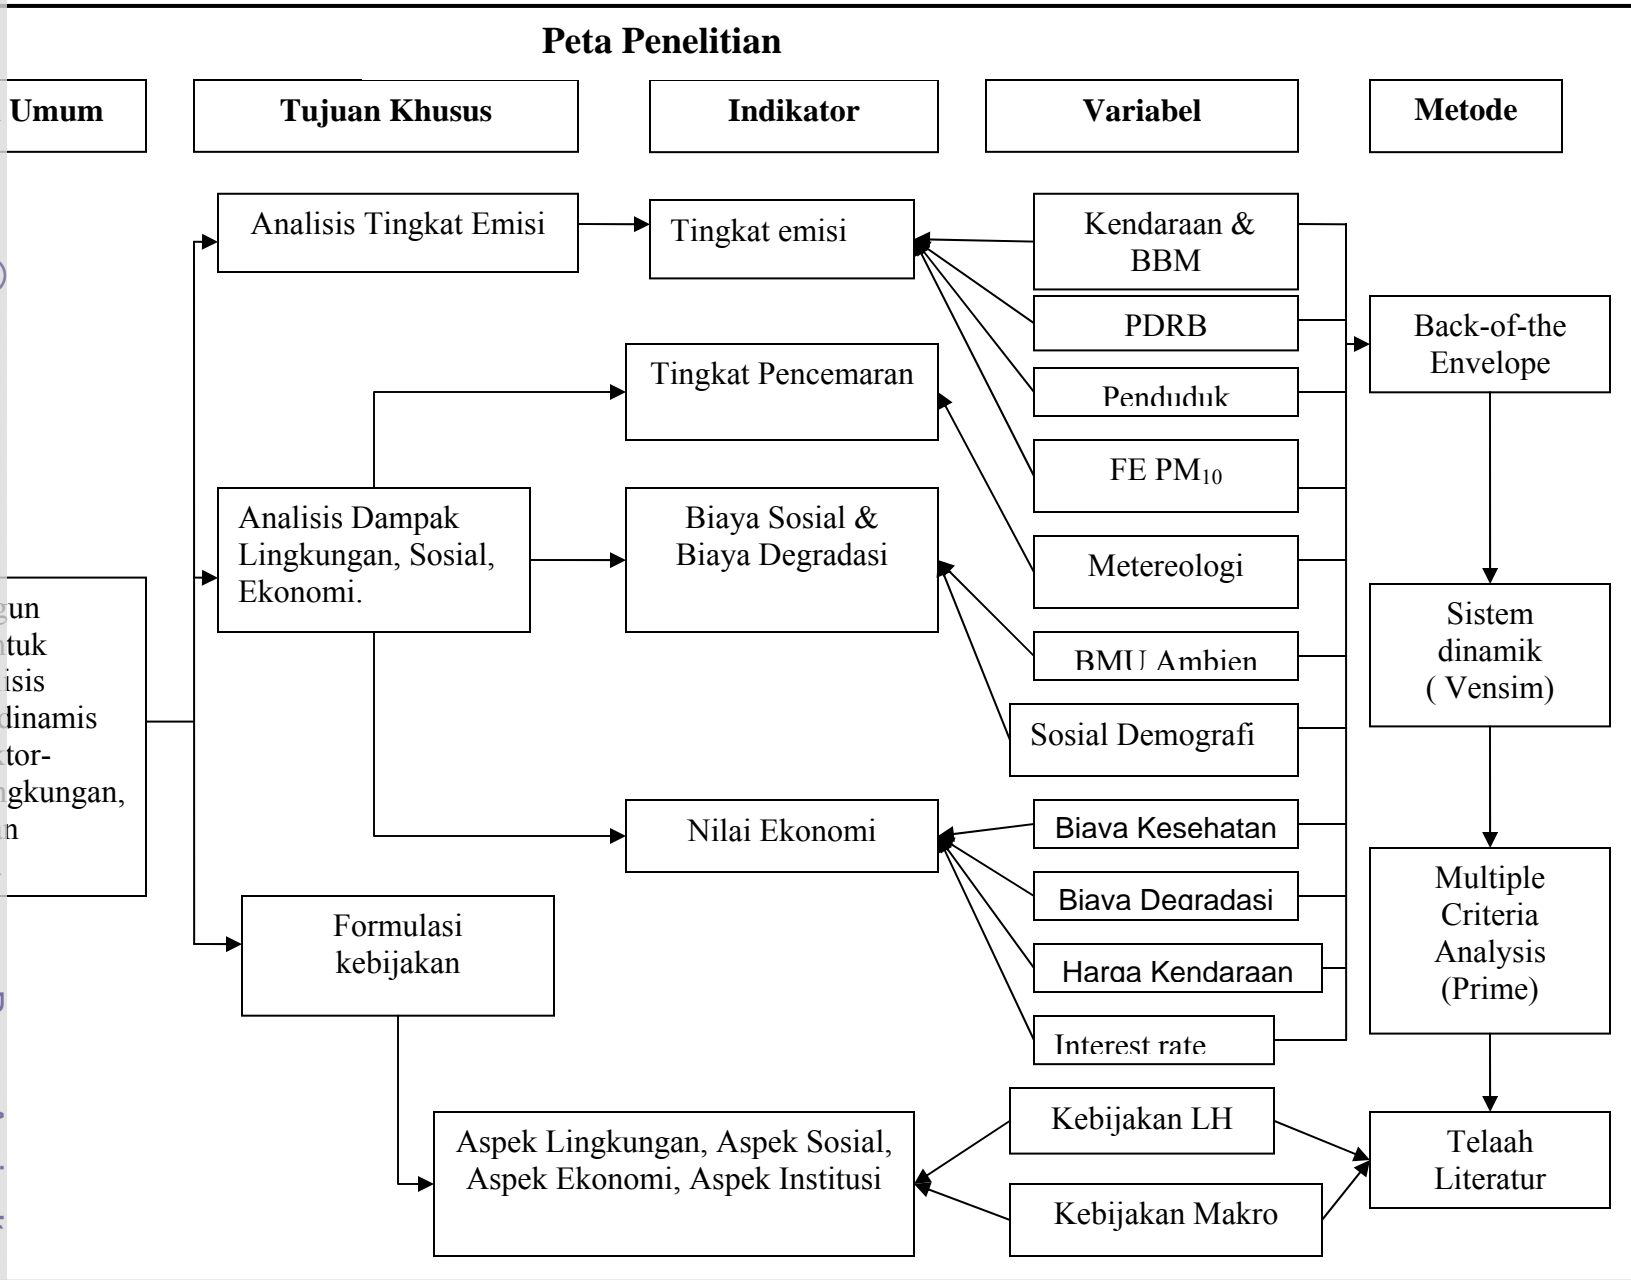 Peta Penelitian
Umum
Tujuan Khusus
Indikator
Variabel
Metode
Analisis Tingkat Emisi
Analisis Dampak
Lingkungan, Sosial,
Ekonomi.
dinamis
Formulasi
kebijakan
Tingkat emisi
Tingkat Pencemaran
Biaya Sosial &
Biaya Degradasi
Nilai Ekonomi
Aspek Lingkungan, Aspek Sosial,
Aspek Ekonomi, Aspek Institusi
Kendaraan &
BBM
PDRB
Penduduk
FE PM₁₀
Metereologi
BMU Ambien
Sosial Demografi
Biaya Kesehatan
Biaya Degradasi
Harga Kendaraan
Interest rate
Kebijakan LH
Kebijakan Makro
Back-of-the
Envelope
Sistem
dinamik
( Vensim)
Multiple
Criteria
Analysis
(Prime)
Telaah
Literatur